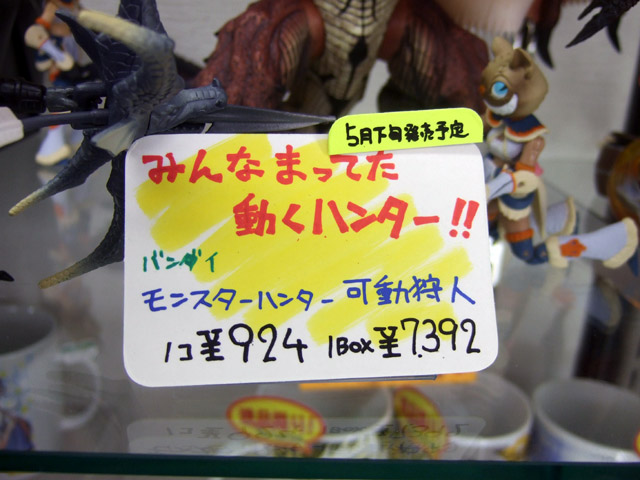 5月下旬発売予定
みんなまってた
動くハンター!!
バンダイ
モンスターハンター 可動狩人
1コ ¥924 1BOX ¥7,392